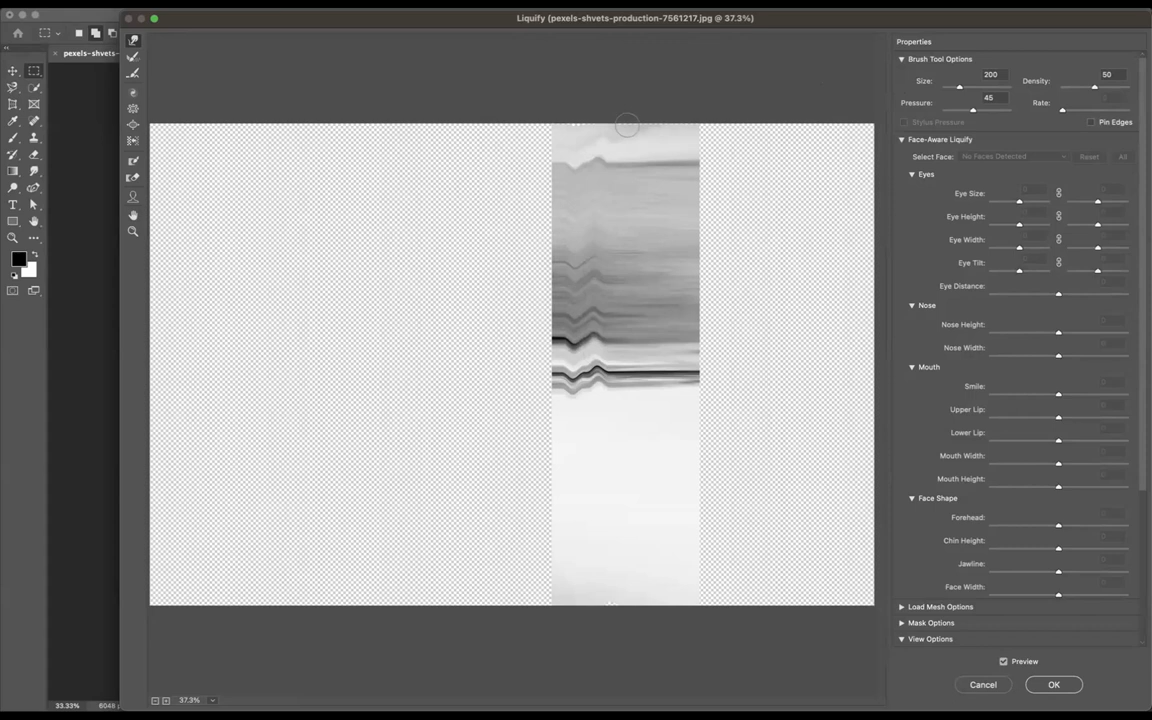 Liquify (pexels-shvets-production-7561217.jpg @ 37.3%)
pexels-shvets-
Properties
Brush Tool Options
Size: 200 Density: 50
Pressure: 45 Rate:
Stylus Pressure Pin Edges
Face-Aware Liquify
Select Face: No Faces Detected Reset All
Eyes
Eye Size:
Eye Height:
Eye Width:
Eye Tilt:
Eye Distance:
Nose
Nose Height:
Nose Width:
Mouth
Smile:
Upper Lip:
Lower Lip:
Mouth Width:
Mouth Height:
Face Shape
Forehead:
Chin Height:
Jawline:
Face Width:
Load Mesh Options
Mask Options
View Options
Preview
Cancel OK
37.3%
33.33% 6048 p